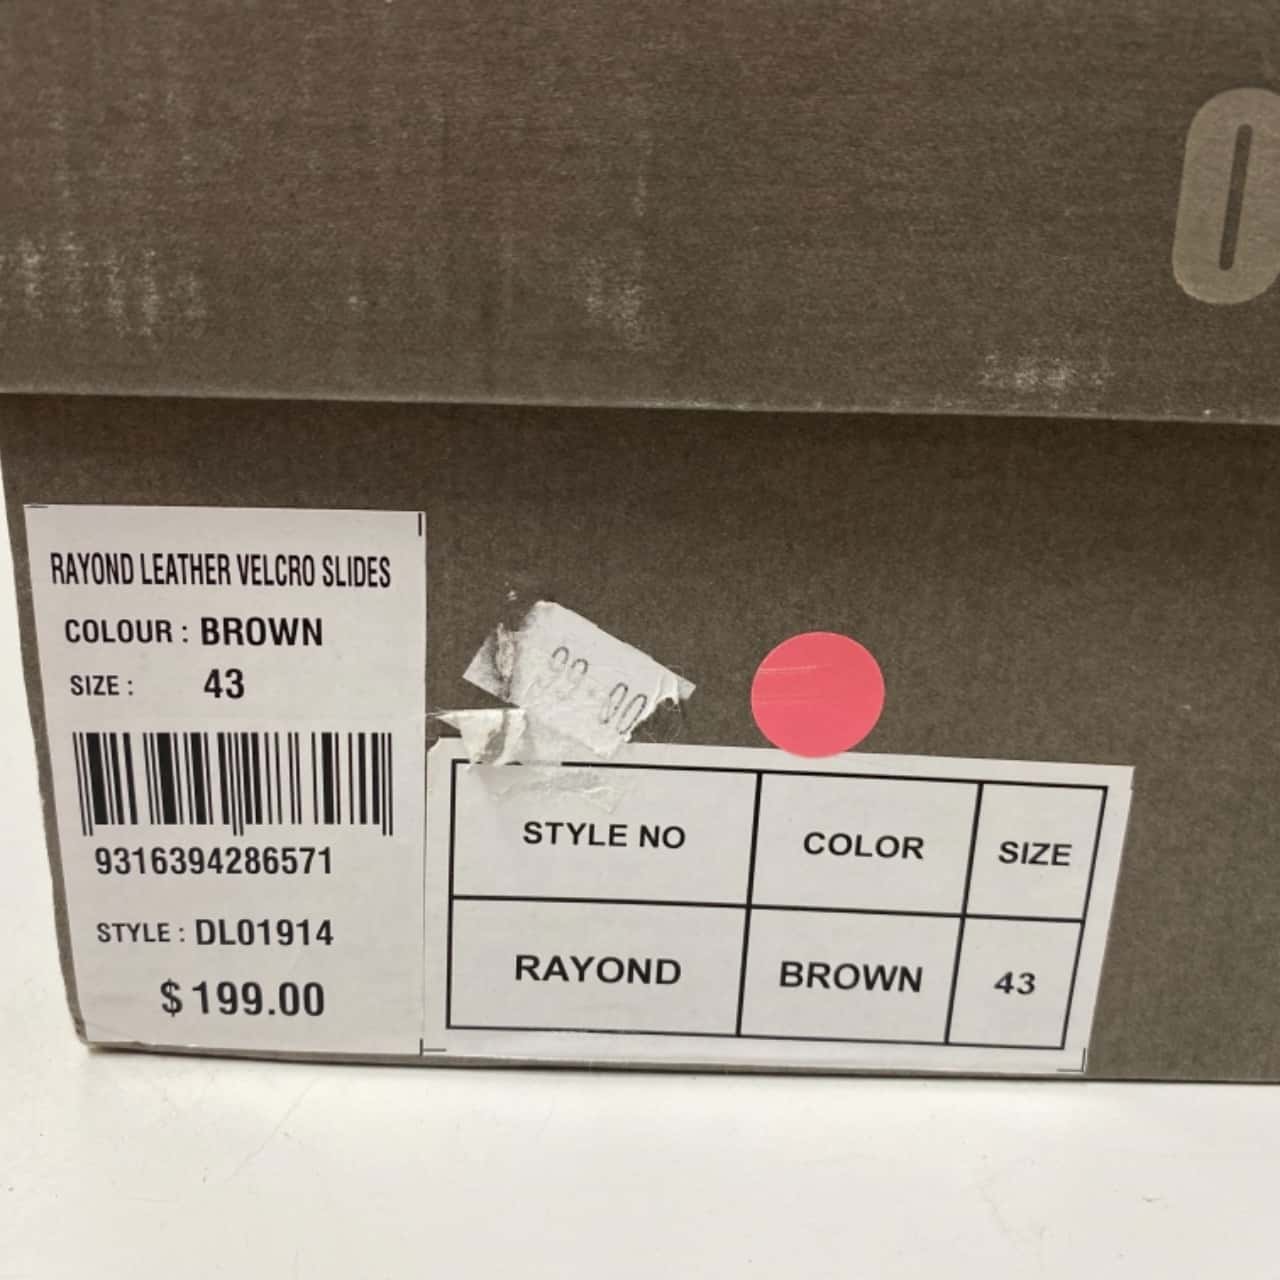 RAYOND LEATHER VELCRO SLIDES
COLOUR : BROWN
SIZE : 43
9316394286571
STYLE : DL01914
$ 199.00
99.00
STYLE NO COLOR SIZE
RAYOND BROWN 43